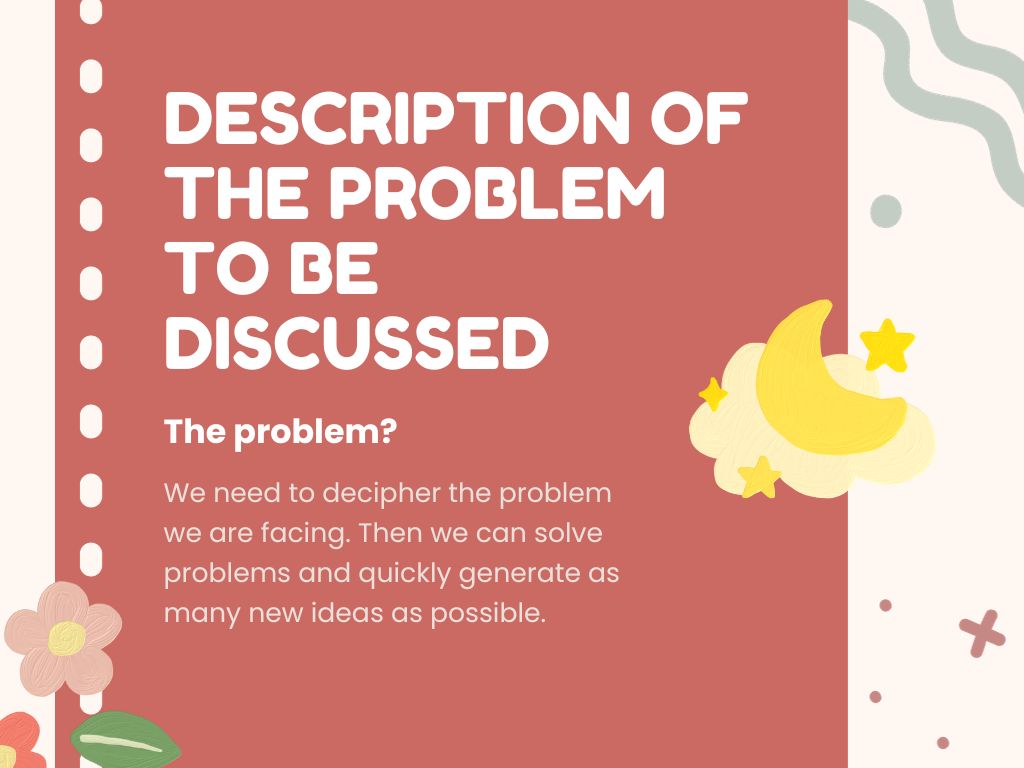 DESCRIPTION OF
THE PROBLEM
TO BE
DISCUSSED
The problem?
We need to decipher the problem
we are facing. Then we can solve
problems and quickly generate as
many new ideas as possible.